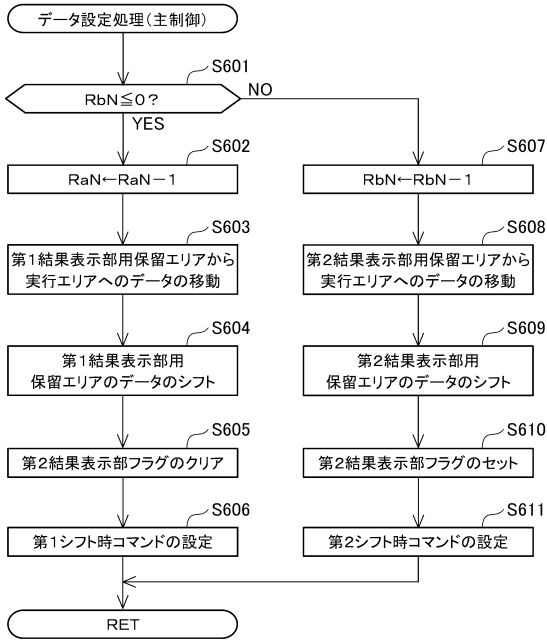 データ設定処理(主制御)
S601
RbN≦0?
NO
YES
S602
RaN←RaN-1
S603
第1結果表示部用保留エリアから
実行エリアへのデータの移動
S604
第1結果表示部用
保留エリアのデータのシフト
S605
第2結果表示部フラグのクリア
S606
第1シフト時コマンドの設定
S607
RbN←RbN-1
S608
第2結果表示部用保留エリアから
実行エリアへのデータの移動
S609
第2結果表示部用
保留エリアのデータのシフト
S610
第2結果表示部フラグのセット
S611
第2シフト時コマンドの設定
RET